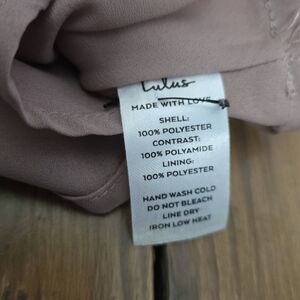 Lulus
MADE WITH LOVE
SHELL:
100% POLYESTER
CONTRAST:
100% POLYAMIDE
LINING:
100% POLYESTER
HAND WASH COLD
DO NOT BLEACH
LINE DRY
IRON LOW HEAT